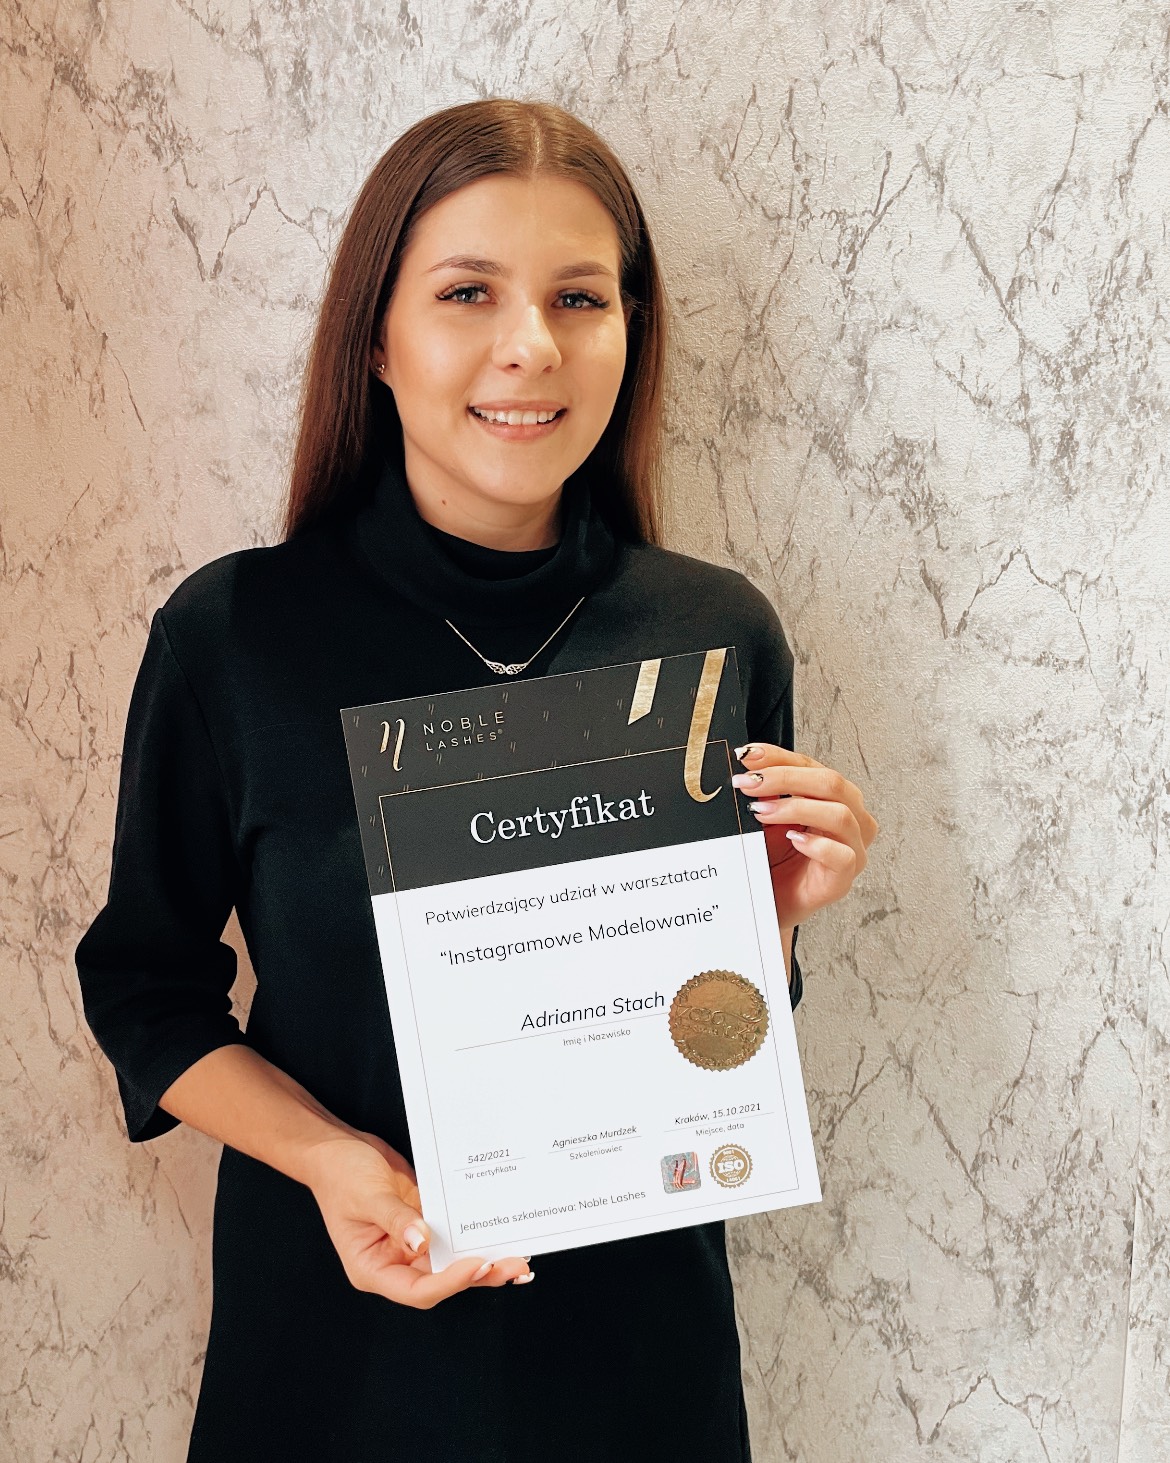 NOBLE
LASHES®
Certyfikat
Potwierdzający udział w warsztatach
“Instagramowe Modelowanie”
Adrianna Stach
Imię i Nazwisko
542/2021
Nr certyfikatu
Agnieszka Murdzek
Szkoleniowiec
Kraków, 15.10.2021
Miejsce, data
ISO
Jednostka szkoleniowa: Noble Lashes